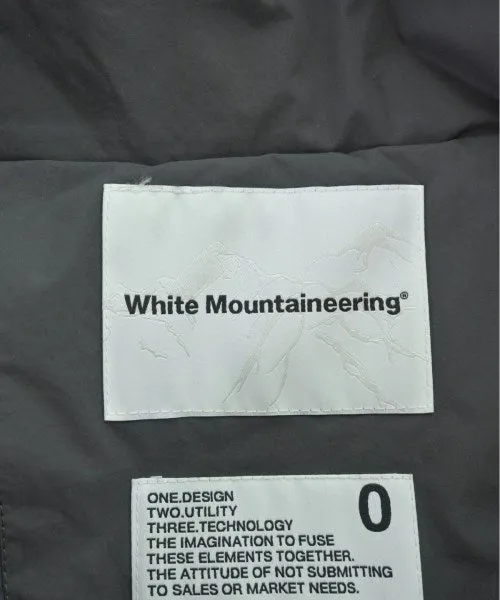 White Mountaineering®
ONE.DESIGN
TWO.UTILITY
THREE.TECHNOLOGY
THE IMAGINATION TO FUSE
THESE ELEMENTS TOGETHER.
THE ATTITUDE OF NOT SUBMITTING
TO SALES OR MARKET NEEDS.
0